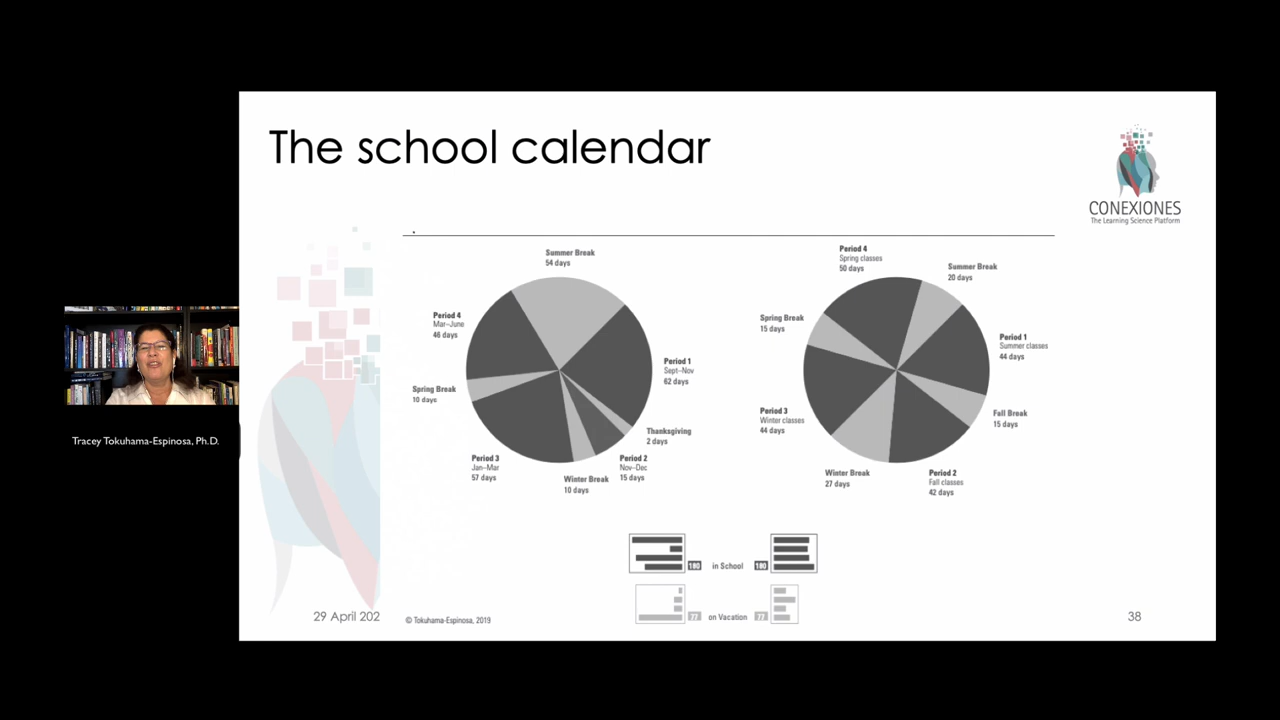 The school calendar
CONEXIONES
The Learning Science Platform
Summer Break
54 days
Period 4
Mar–June
46 days
Period 1
Sept–Nov
62 days
Spring Break
10 days
Thanksgiving
2 days
Period 3
Jan–Mar
57 days
Period 2
Nov–Dec
15 days
Winter Break
10 days
Period 4
Spring classes
50 days
Summer Break
20 days
Spring Break
15 days
Period 1
Summer classes
44 days
Period 3
Winter classes
44 days
Fall Break
15 days
Winter Break
27 days
Period 2
Fall classes
42 days
180 in School 180
77 on Vacation 77
Tracey Tokuhama-Espinosa, Ph.D.
29 April 202
© Tokuhama-Espinosa, 2019
38